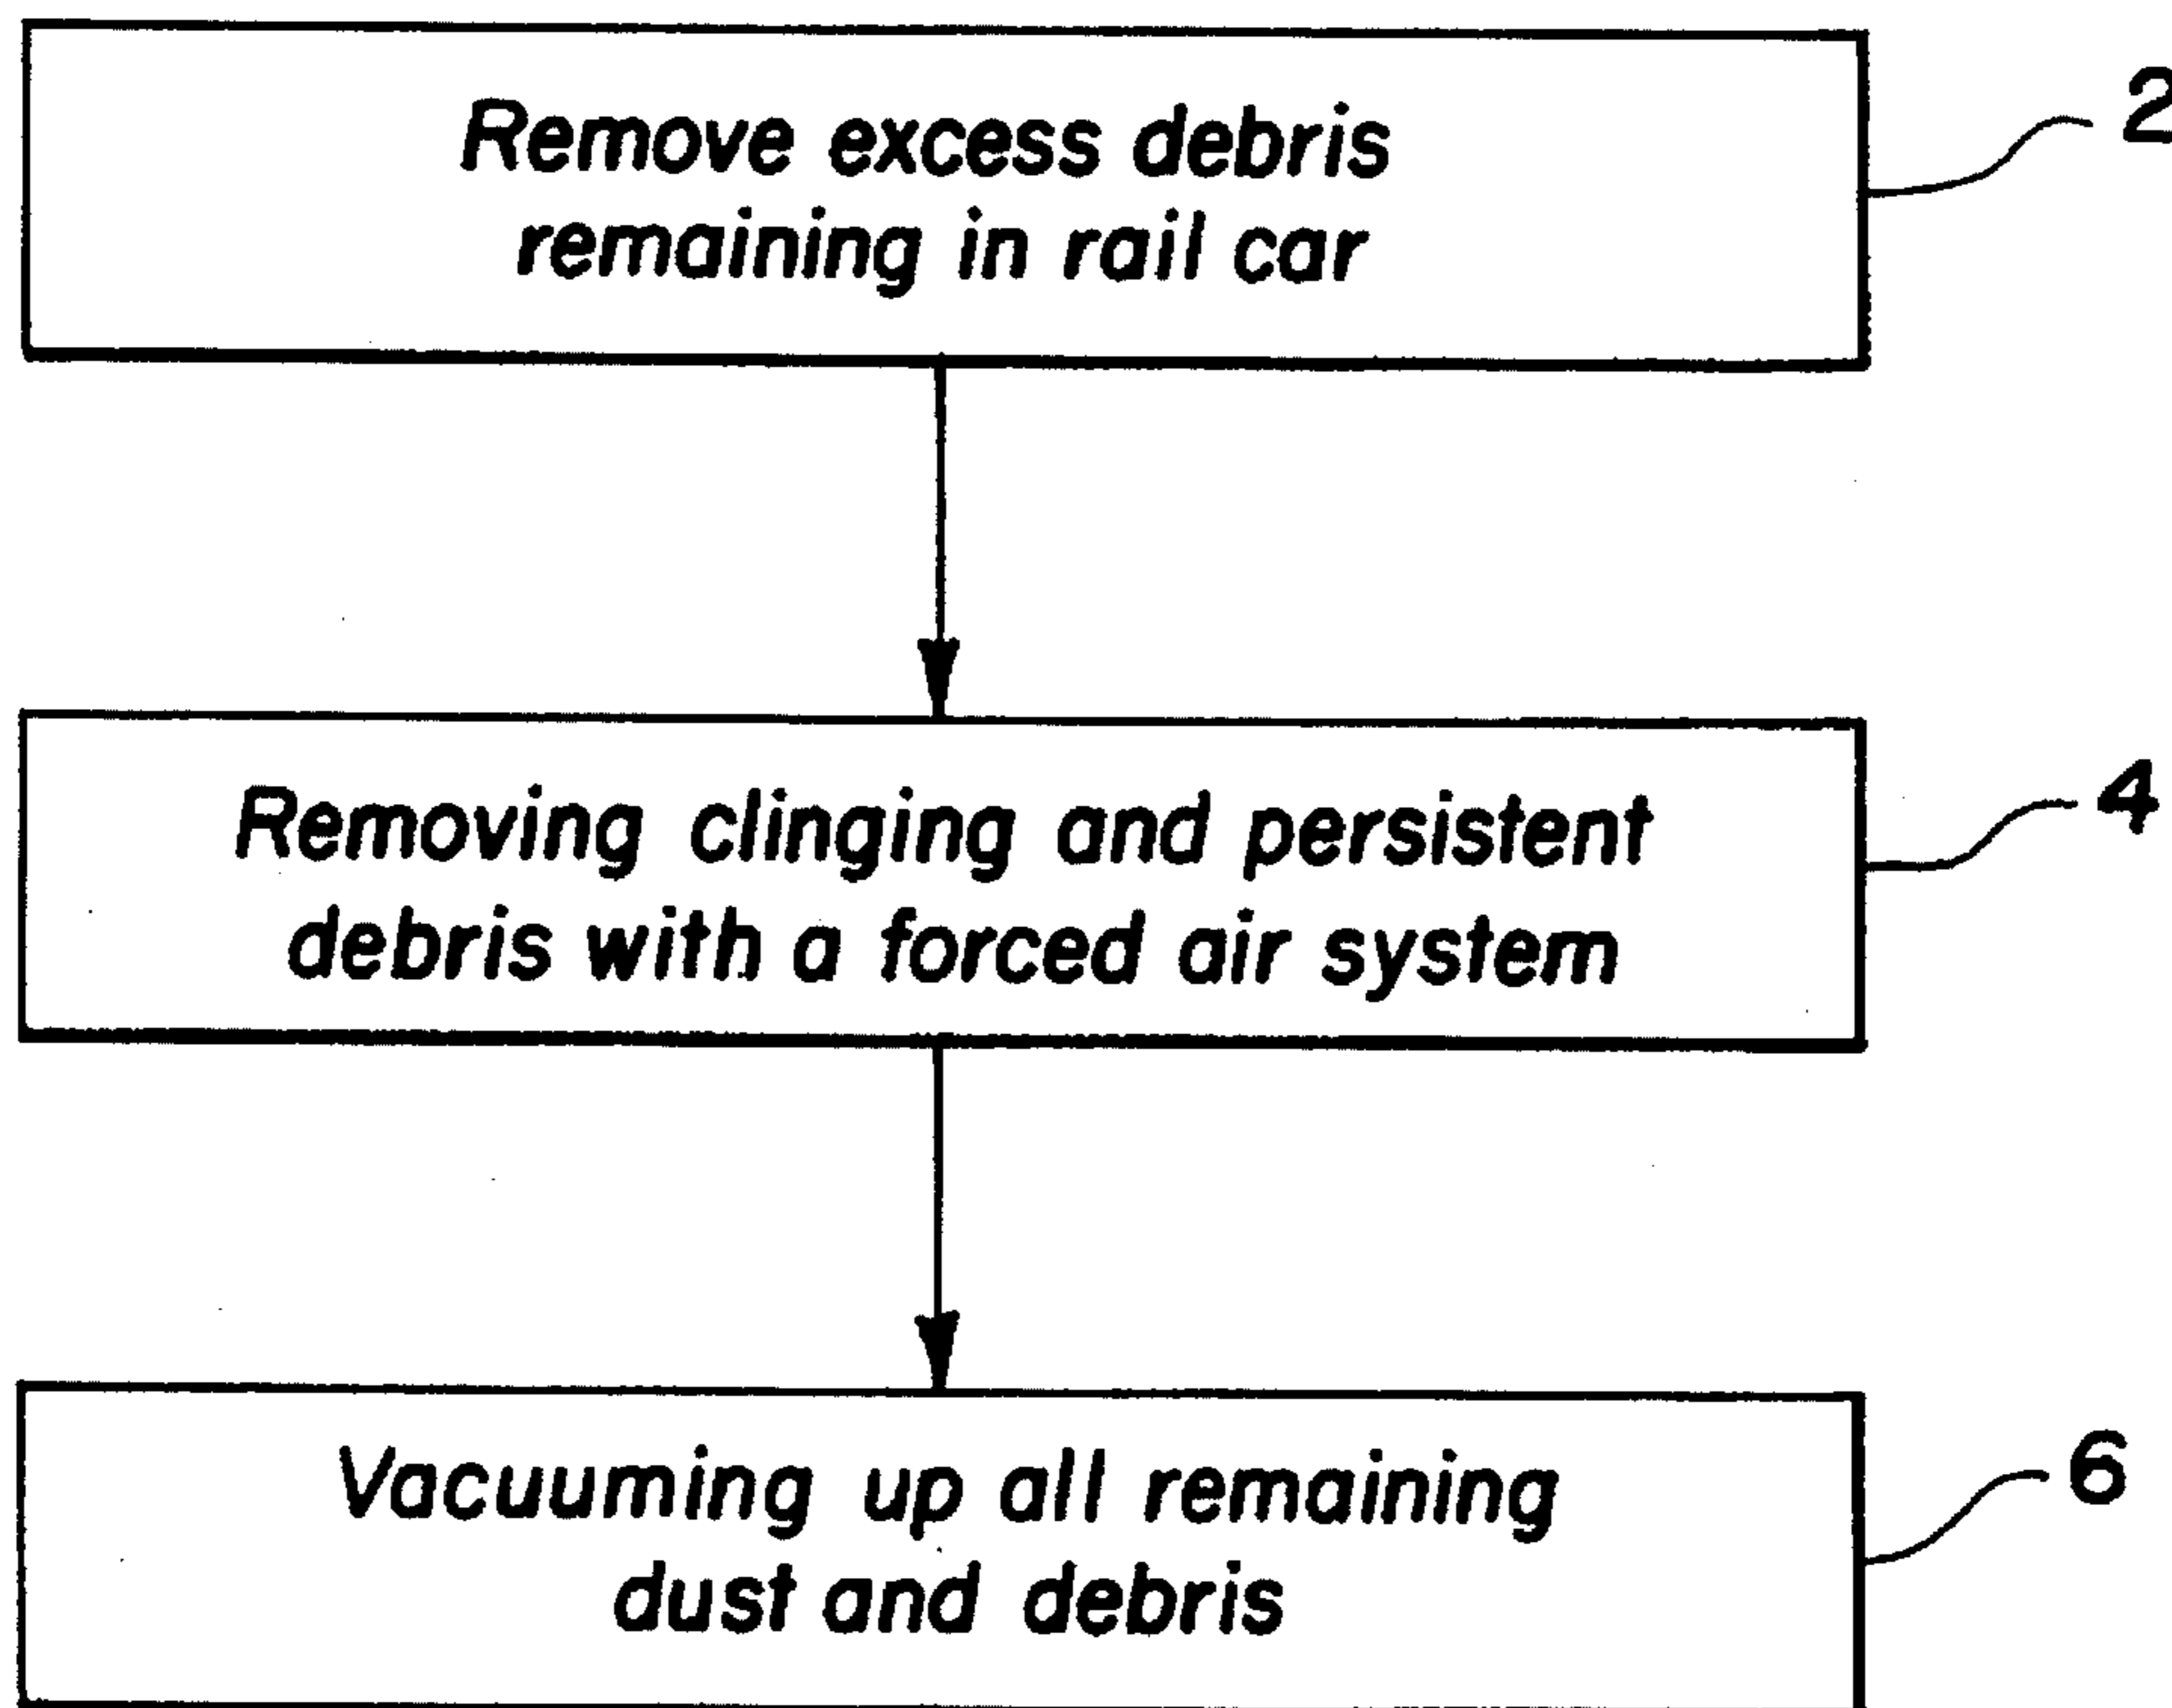 Remove excess debris
remaining in rail car
2
Removing clinging and persistent
debris with a forced air system
4
Vacuuming up all remaining
dust and debris
6